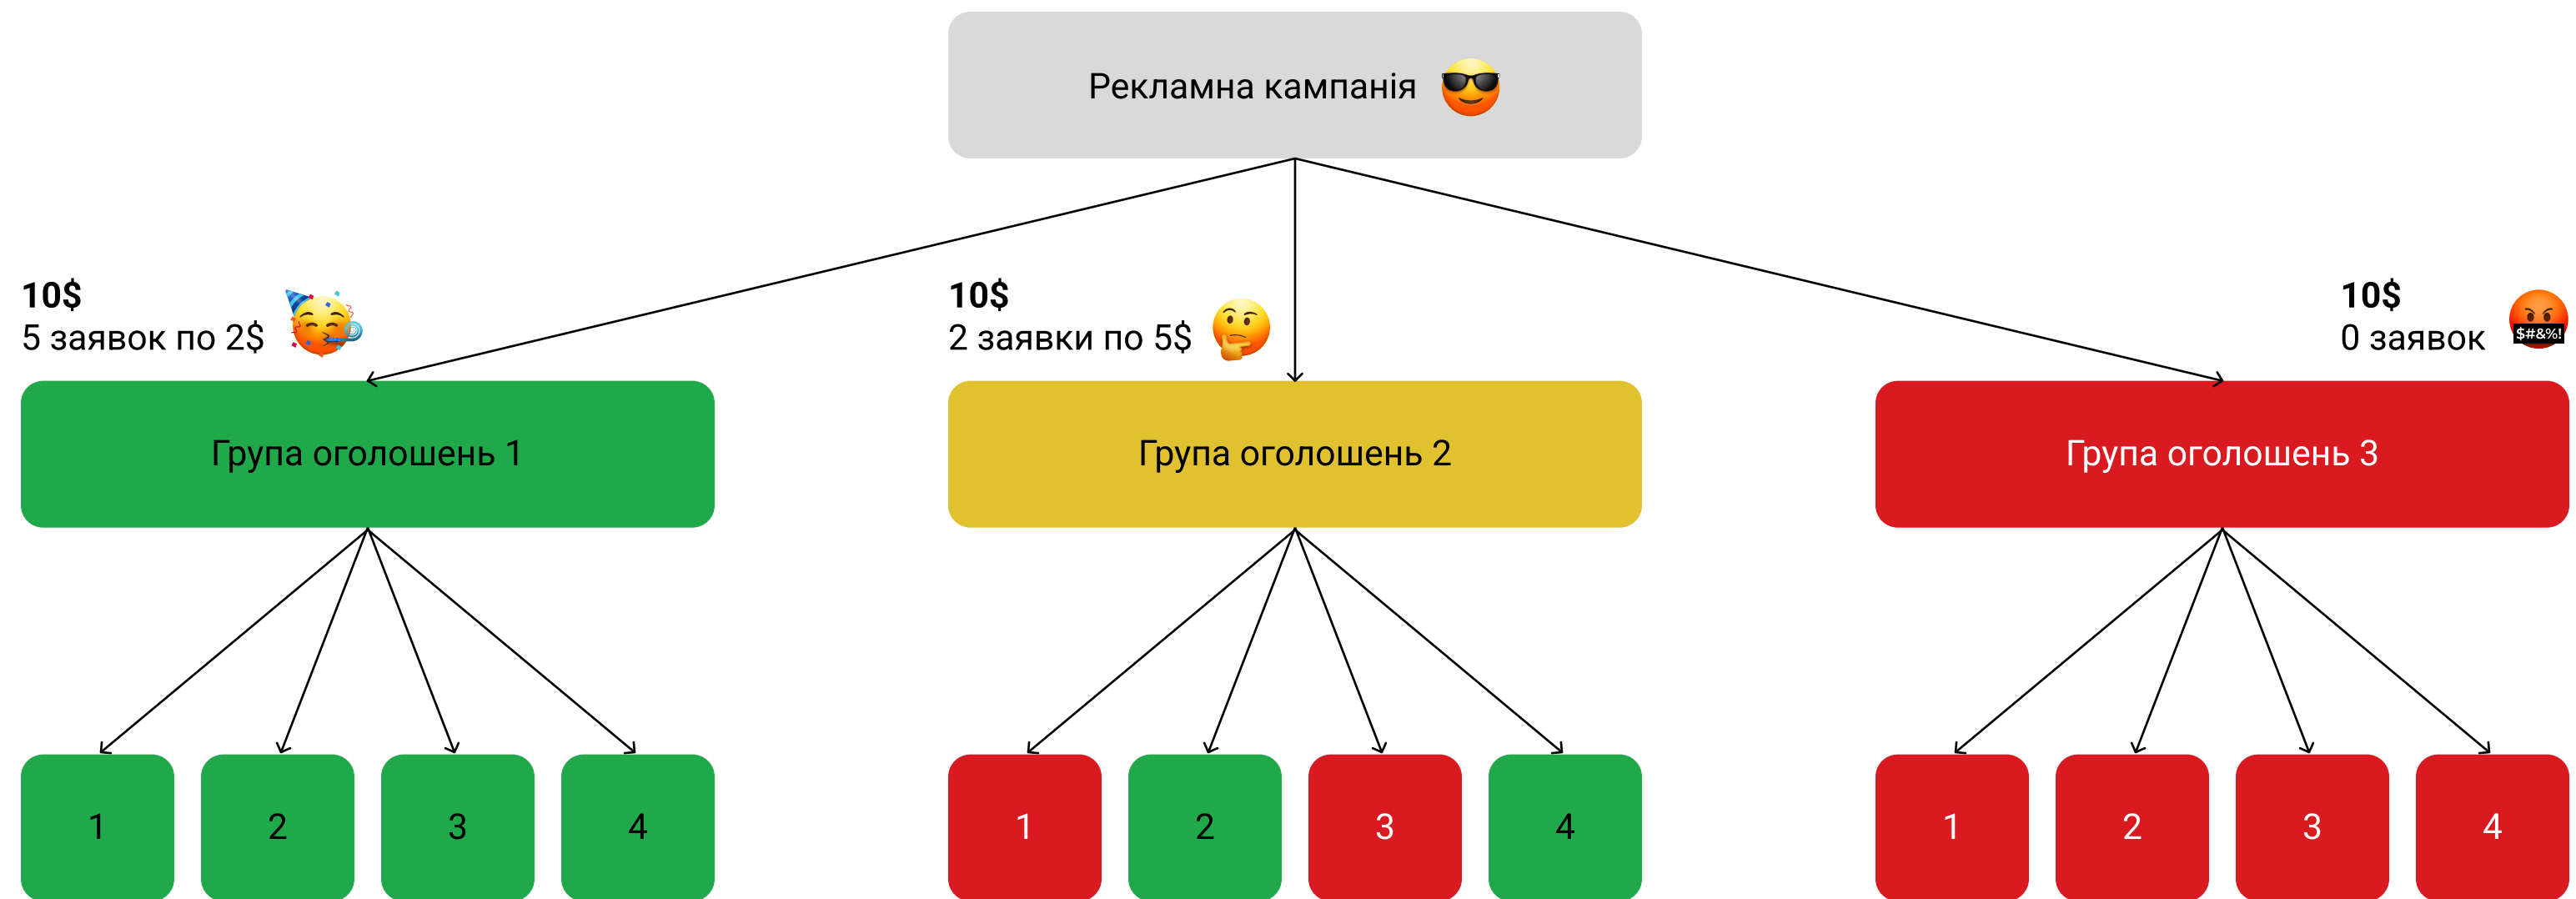 Рекламна кампанія
10$
5 заявок по 2$
10$
2 заявки по 5$
10$
0 заявок
$#&%!
Група оголошень 1
Група оголошень 2
Група оголошень 3
1 2 3 4
1 2 3 4
1 2 3 4